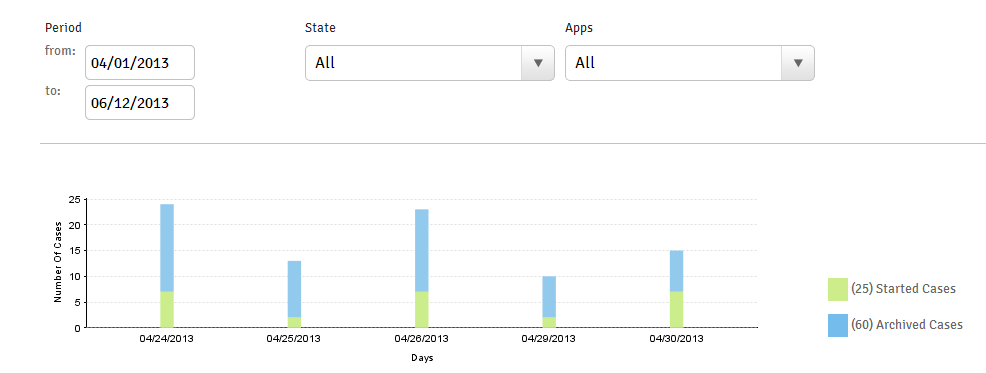 Period State Apps
from: 04/01/2013 All All
to: 06/12/2013
25
20
15
10
5
0
Number Of Cases
04/24/2013 04/25/2013 04/26/2013 04/29/2013 04/30/2013
Days
(25) Started Cases
(60) Archived Cases